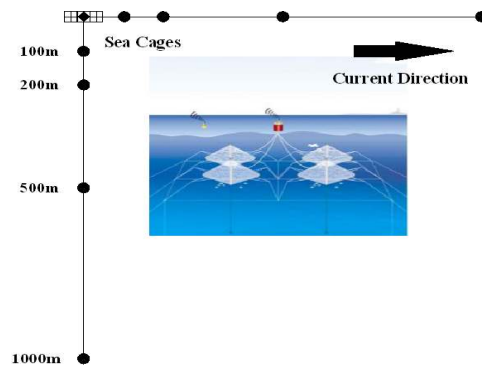 Sea Cages
100m
Current Direction
200m
500m
1000m